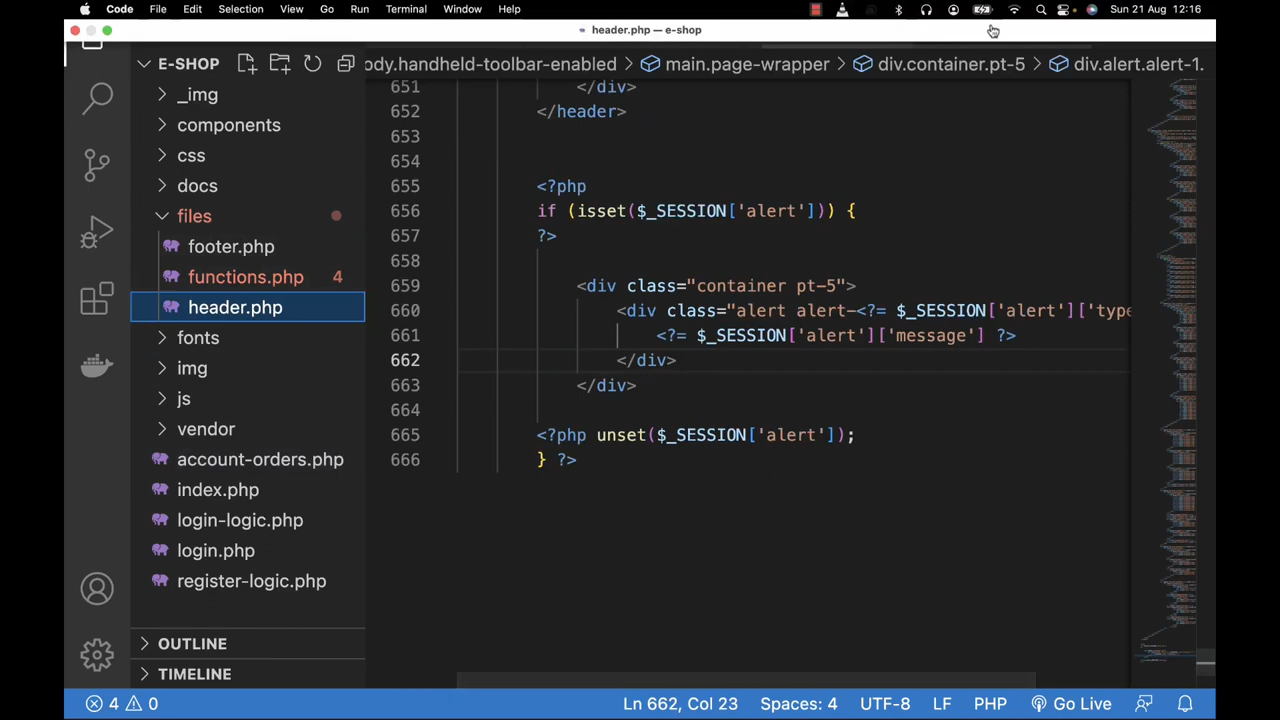 Code File Edit Selection View Go Run Terminal Window Help Sun 21 Aug 12:16
header.php — e-shop
E-SHOP
ody.handheld-toolbar-enabled > main.page-wrapper > div.container.pt-5 > div.alert.alert-1.
_img
components
css
docs
files
footer.php
functions.php 4
header.php
fonts
img
js
vendor
account-orders.php
index.php
login-logic.php
login.php
register-logic.php
OUTLINE
TIMELINE
651 </div>
652 </header>
653
654
655 <?php
656 if (isset($_SESSION['alert'])) {
657 ?>
658
659 <div class="container pt-5">
660 <div class="alert alert-<?= $_SESSION['alert']['type
661 <?= $_SESSION['alert']['message'] ?>
662 </div>
663 </div>
664
665 <?php unset($_SESSION['alert']);
666 } ?>
4 0 Ln 662, Col 23 Spaces: 4 UTF-8 LF PHP Go Live